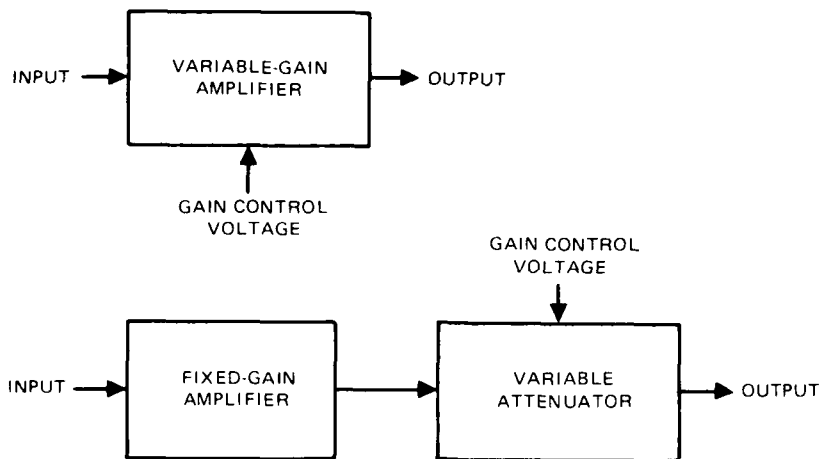 INPUT
VARIABLE-GAIN
AMPLIFIER
OUTPUT
GAIN CONTROL
VOLTAGE
GAIN CONTROL
VOLTAGE
INPUT
FIXED-GAIN
AMPLIFIER
VARIABLE
ATTENUATOR
OUTPUT